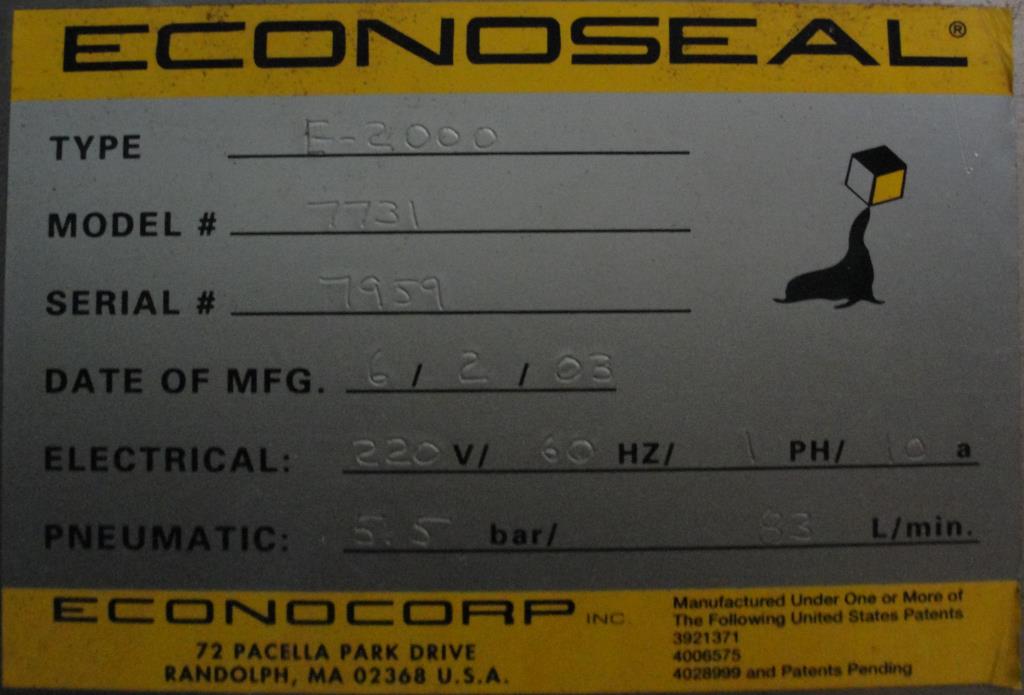 ECONOSEAL®
TYPE E-2000
MODEL # 7731
SERIAL # 7959
DATE OF MFG. 6 / 2 / 03
ELECTRICAL: 220 V/ 60 HZ/ 1 PH/ 10 a
PNEUMATIC: 5.5 bar/ 83 L/min.
ECONOCORP INC.
72 PACELLA PARK DRIVE
RANDOLPH, MA 02368 U.S.A.
Manufactured Under One or More of
The Following United States Patents
3921371
4006575
4028999 and Patents Pending